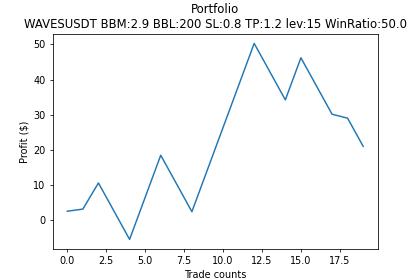 Portfolio
WAVESUSDT BBM:2.9 BBL:200 SL:0.8 TP:1.2 lev:15 WinRatio:50.0
50
40
30
20
10
0
Profit ($)
0.0 2.5 5.0 7.5 10.0 12.5 15.0 17.5
Trade counts